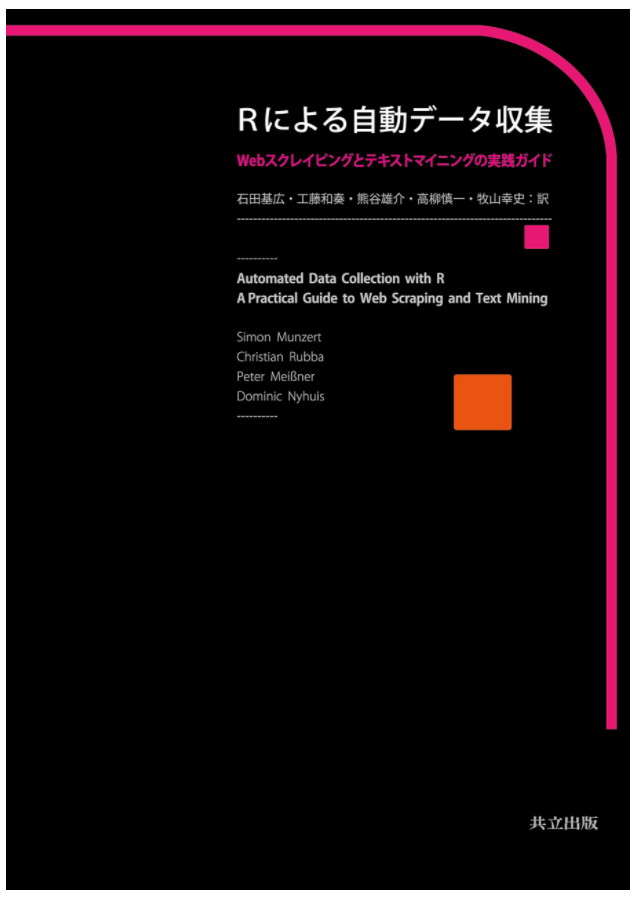 Rによる自動データ収集
Webスクレイピングとテキストマイニングの実践ガイド
石田基広・工藤和奏・熊谷雄介・高柳慎一・牧山幸史：訳
Automated Data Collection with R
A Practical Guide to Web Scraping and Text Mining
Simon Munzert
Christian Rubba
Peter Meißner
Dominic Nyhuis
共立出版